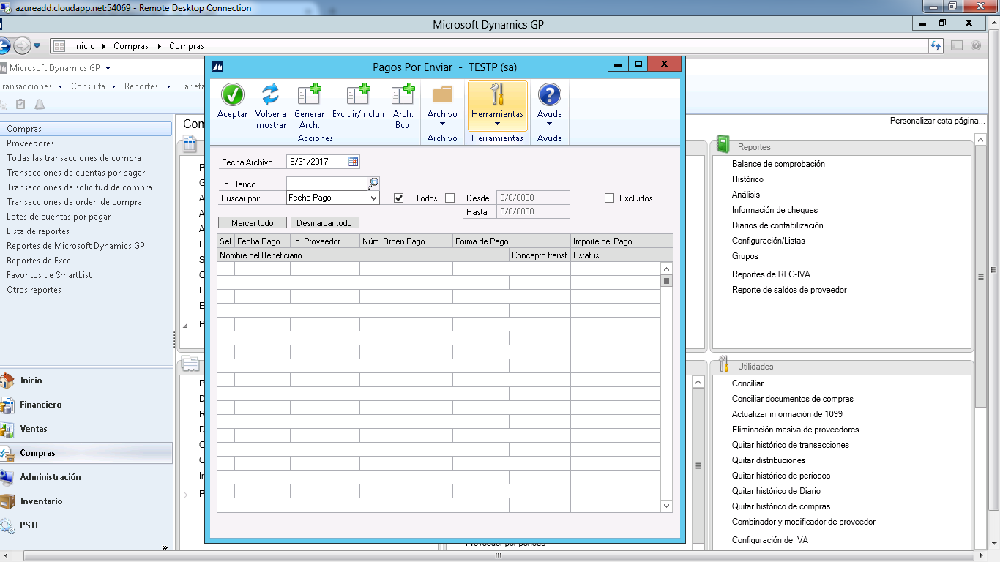 azureadd.cloudapp.net:54069 - Remote Desktop Connection
Microsoft Dynamics GP
Inicio
Compras
Compras
Microsoft Dynamics GP
Consulta
Reportes
Personalizar esta página...
Compras
Proveedores
Todas las transacciones de compra
Transacciones de cuentas por pagar
Transacciones de solicitud de compra
Transacciones de orden de compra
Lotes de cuentas por pagar
Lista de reportes
Reportes de Microsoft Dynamics GP
Reportes de Excel
Favoritos de SmartList
Otros reportes
Inicio
Financiero
Ventas
Compras
Administración
Inventario
PSTL
»
Pagos Por Enviar - TESTP (sa)
Aceptar
Volver a
mostrar
Generar
Arch.
Excluir/Incluir
Arch.
Bco.
Archivo
Herramientas
Ayuda
Acciones
Archivo
Herramientas
Ayuda
Fecha Archivo
8/31/2017
Id. Banco
Buscar por:
Fecha Pago
Todos
Desde
0/0/0000
Excluidos
Hasta
0/0/0000
Marcar todo
Desmarcar todo
Sel
Fecha Pago
Id. Proveedor
Núm. Orden Pago
Forma de Pago
Importe del Pago
Nombre del Beneficiario
Concepto transf.
Estatus
Reportes
Balance de comprobación
Histórico
Análisis
Información de cheques
Diarios de contabilización
Configuración/Listas
Grupos
Reportes de RFC-IVA
Reporte de saldos de proveedor
Utilidades
Conciliar
Conciliar documentos de compras
Actualizar información de 1099
Eliminación masiva de proveedores
Quitar histórico de transacciones
Quitar distribuciones
Quitar histórico de períodos
Quitar histórico de Diario
Quitar histórico de compras
Combinador y modificador de proveedor
Configuración de IVA